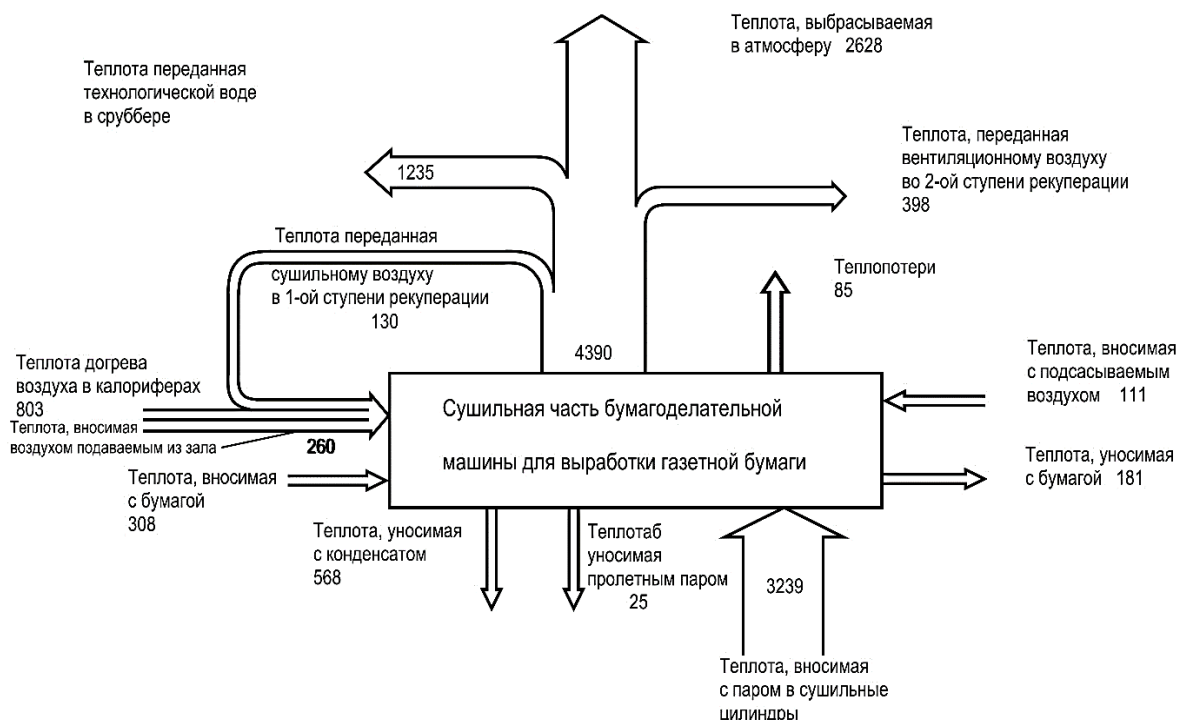 Теплота, выбрасываемая
в атмосферу 2628
Теплота переданная
технологической воде
в сруббере
1235
Теплота, переданная
вентиляционному воздуху
во 2-ой ступени рекуперации
398
Теплота переданная
сушильному воздуху
в 1-ой ступени рекуперации
130
Теплопотери
85
4390
Теплота догрева
воздуха в калориферах
803
Теплота, вносимая
воздухом подаваемым из зала
260
Теплота, вносимая
с подсасываемым
воздухом 111
Сушильная часть бумагоделательной
машины для выработки газетной бумаги
Теплота, вносимая
с бумагой
308
Теплота, уносимая
с бумагой 181
Теплота, уносимая
с конденсатом
568
Теплотаб
уносимая
пролетным паром
25
3239
Теплота, вносимая
с паром в сушильные
цилиндры